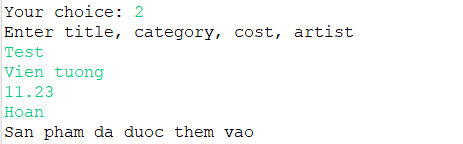 Your choice: 2
Enter title, category, cost, artist
Test
Vien tuong
11.23
Hoan
San pham da duoc them vao